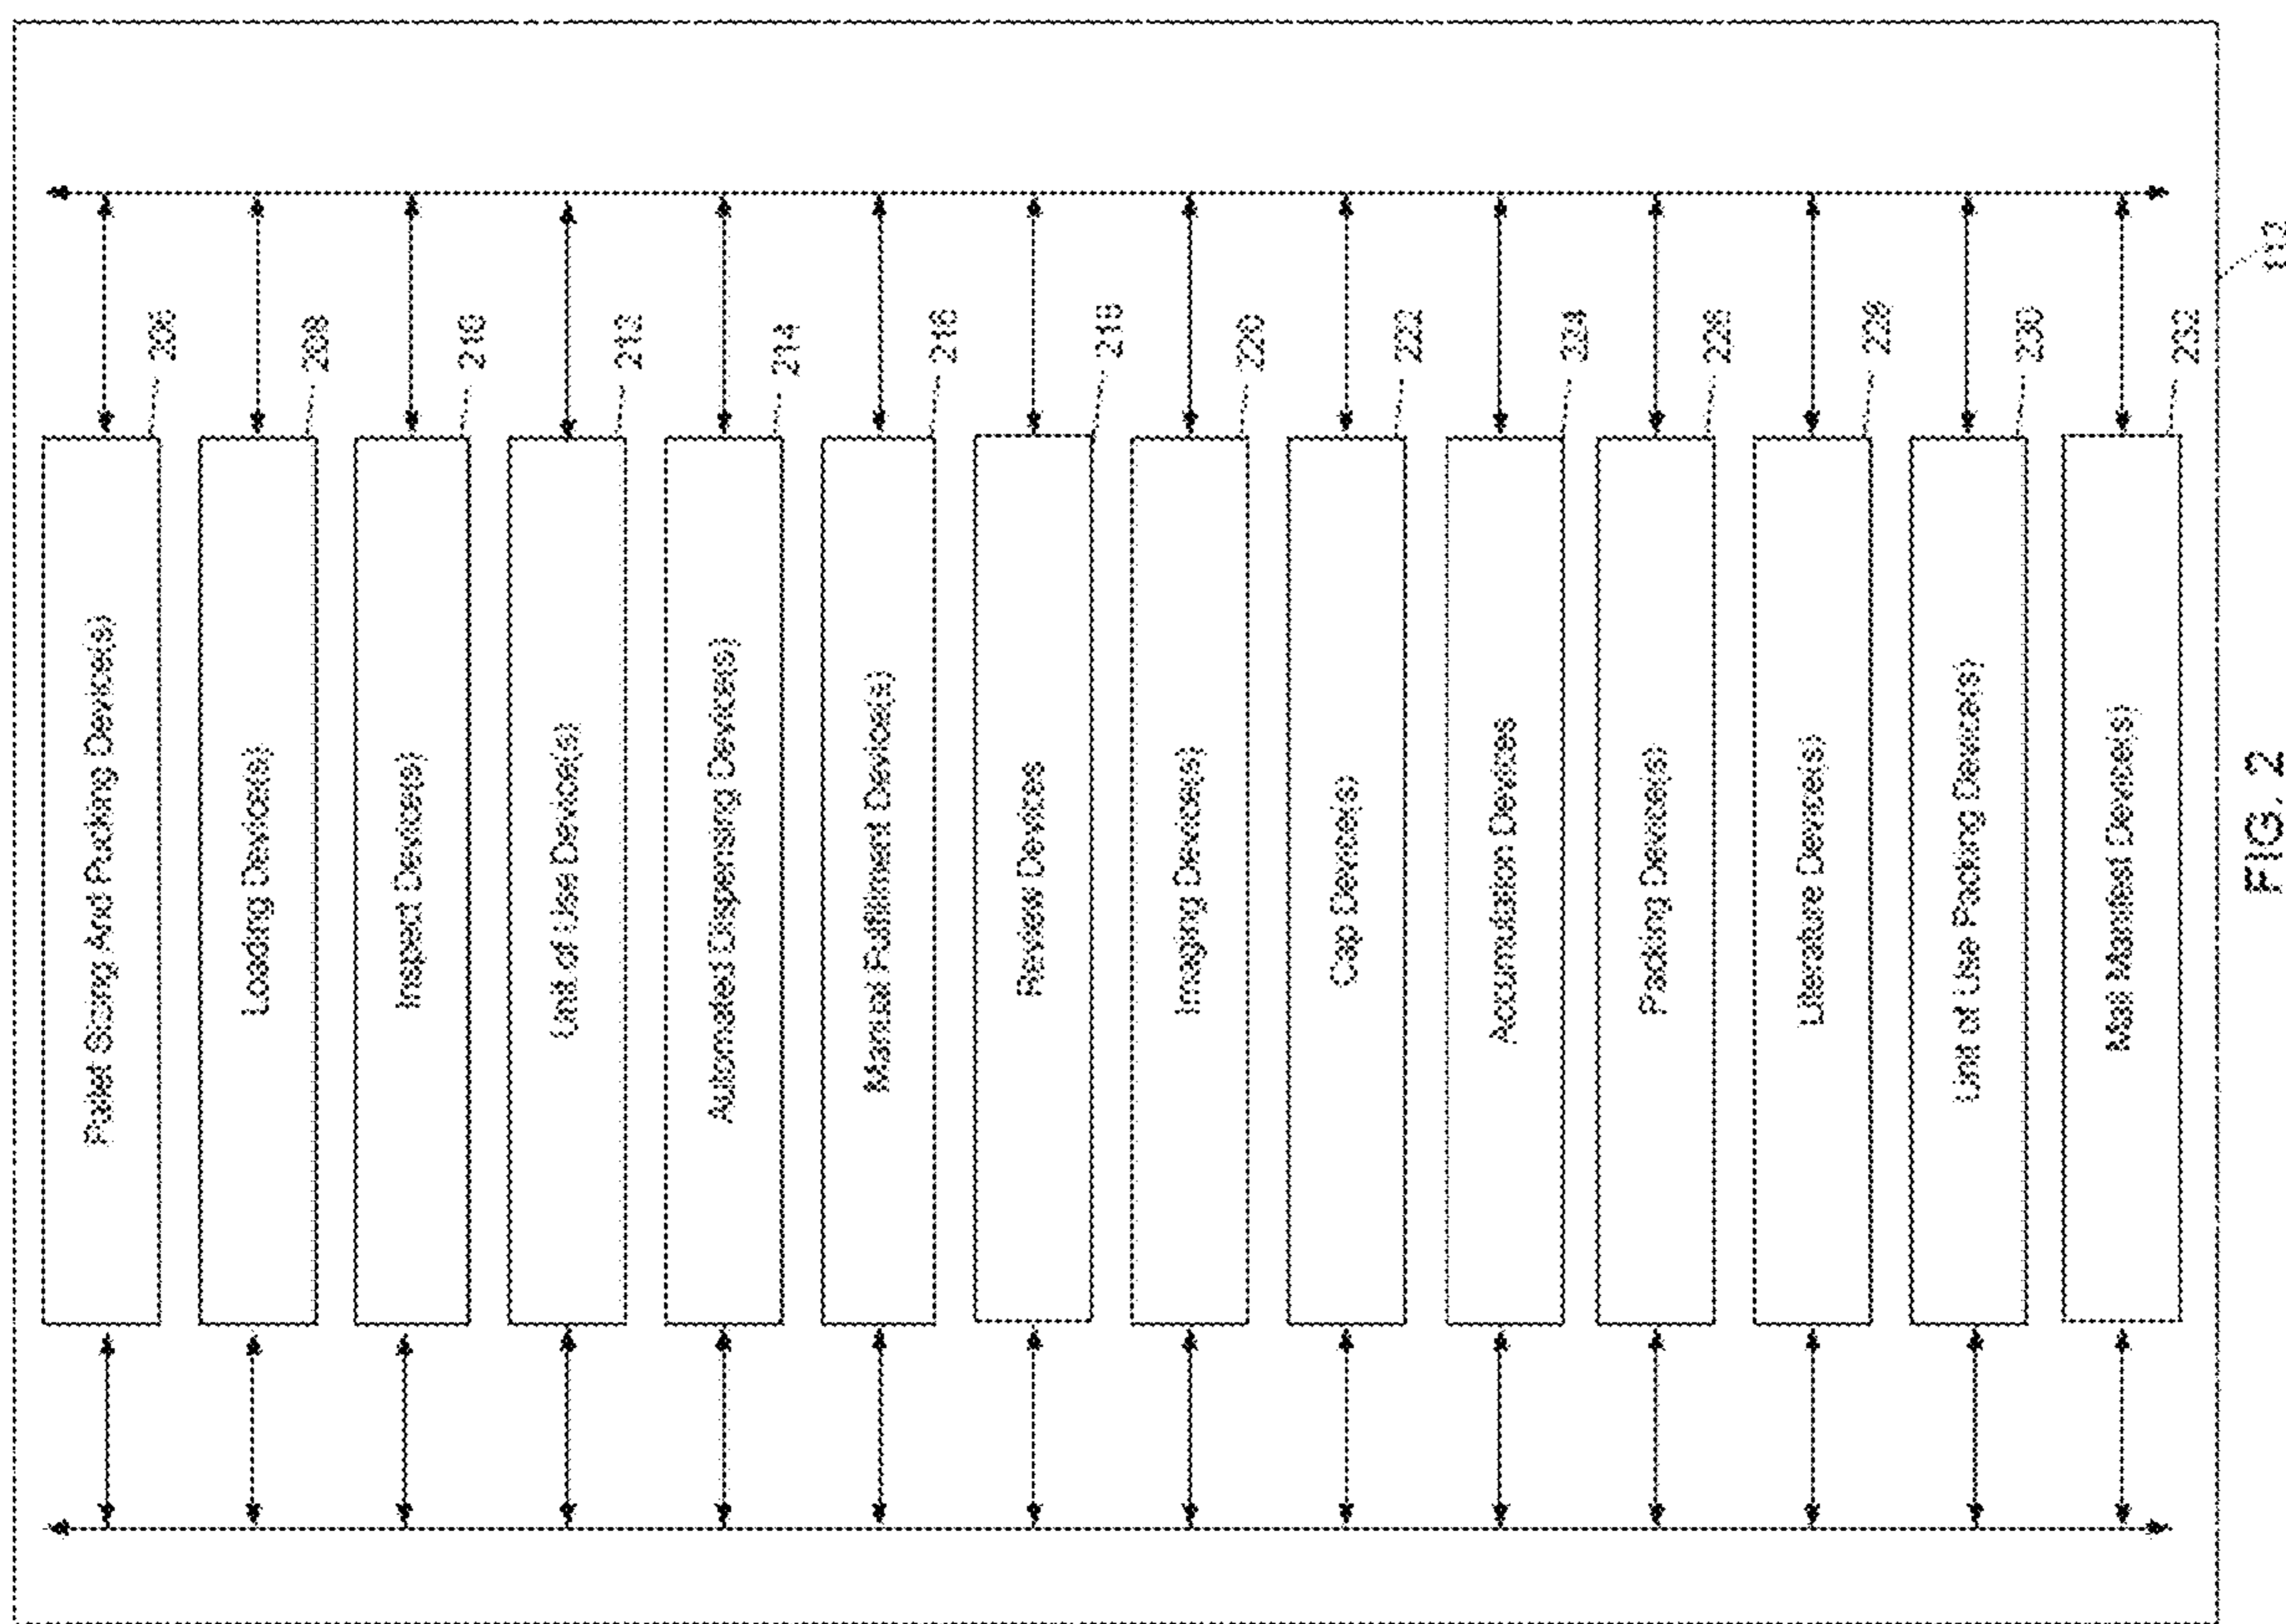 Pallet Sizing And Pucking Device(s)
206
Loading Device(s)
208
Inspect Device(s)
210
Unit of Use Device(s)
212
Automated Dispensing Device(s)
214
Manual Fulfillment Device(s)
216
Review Devices
218
Imaging Device(s)
220
Cap Device(s)
222
Accumulation Devices
224
Packing Device(s)
226
Literature Device(s)
228
Unit of Use Packing Device(s)
230
Mail Manifest Device(s)
232
112
FIG. 2